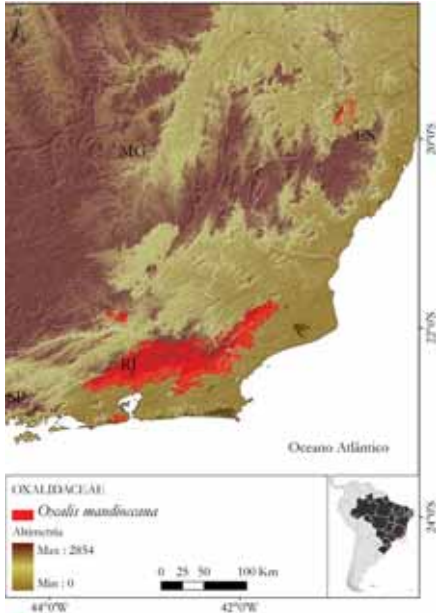 N
MG
ES
20°0'S
22°0'S
RJ
SP
Oceano Atlântico
24°0'S
OXALIDACEAE
Oxalis mandioccana
Altimetria
Max : 2854
Min : 0
0 25 50 100 Km
44°0'W
42°0'W